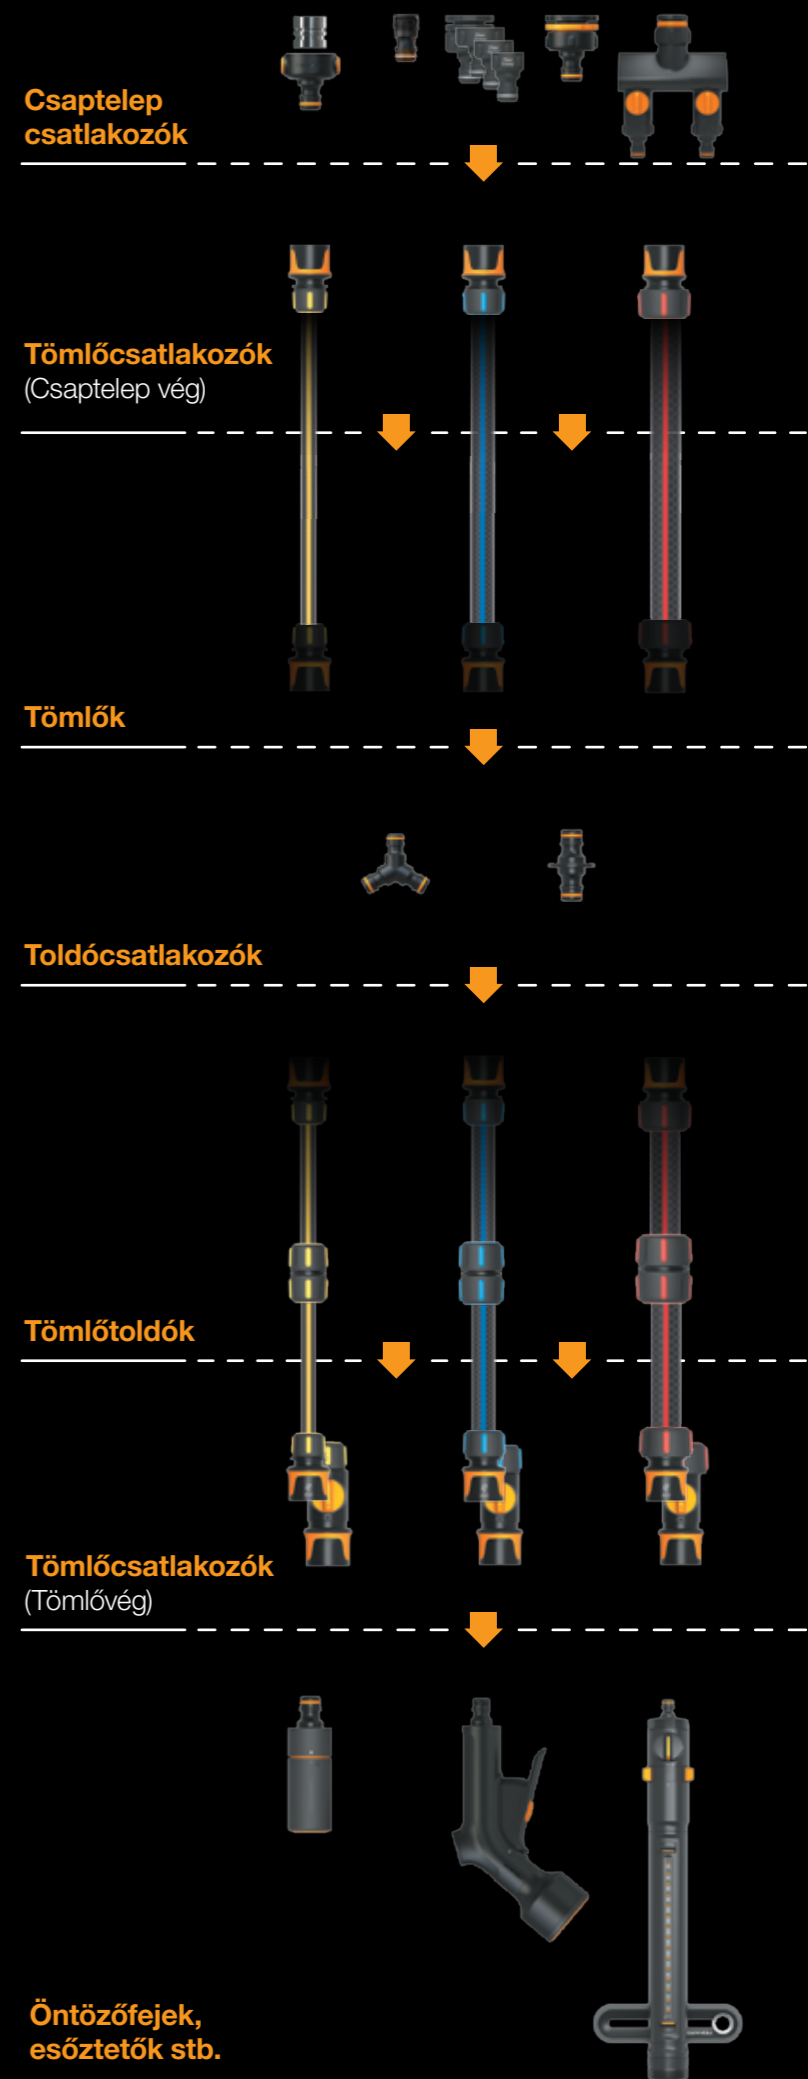 Csaptelep
csatlakozók
Tömlőcsatlakozók
(Csaptelep vég)
Tömlők
Toldócsatlakozók
Tömlőtoldók
Tömlőcsatlakozók
(Tömlővég)
Öntözőfejek,
esőztetők stb.